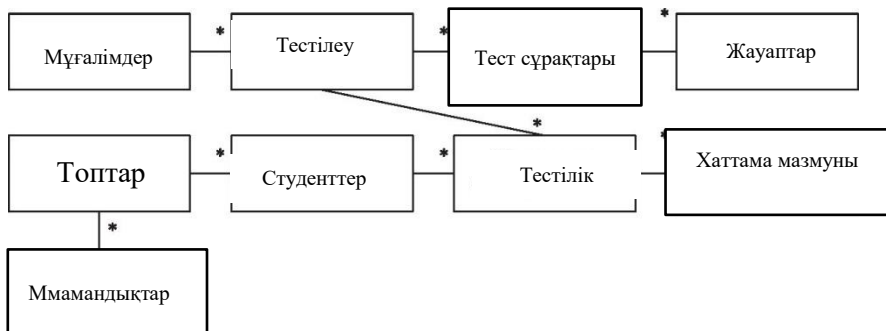 Мұғалімдер
*
Тестілеу
*
Тест сұрақтары
*
Жауаптар
*
Топтар
*
Студенттер
*
Тестілік
*
Хаттама мазмуны
*
Ммамандықтар